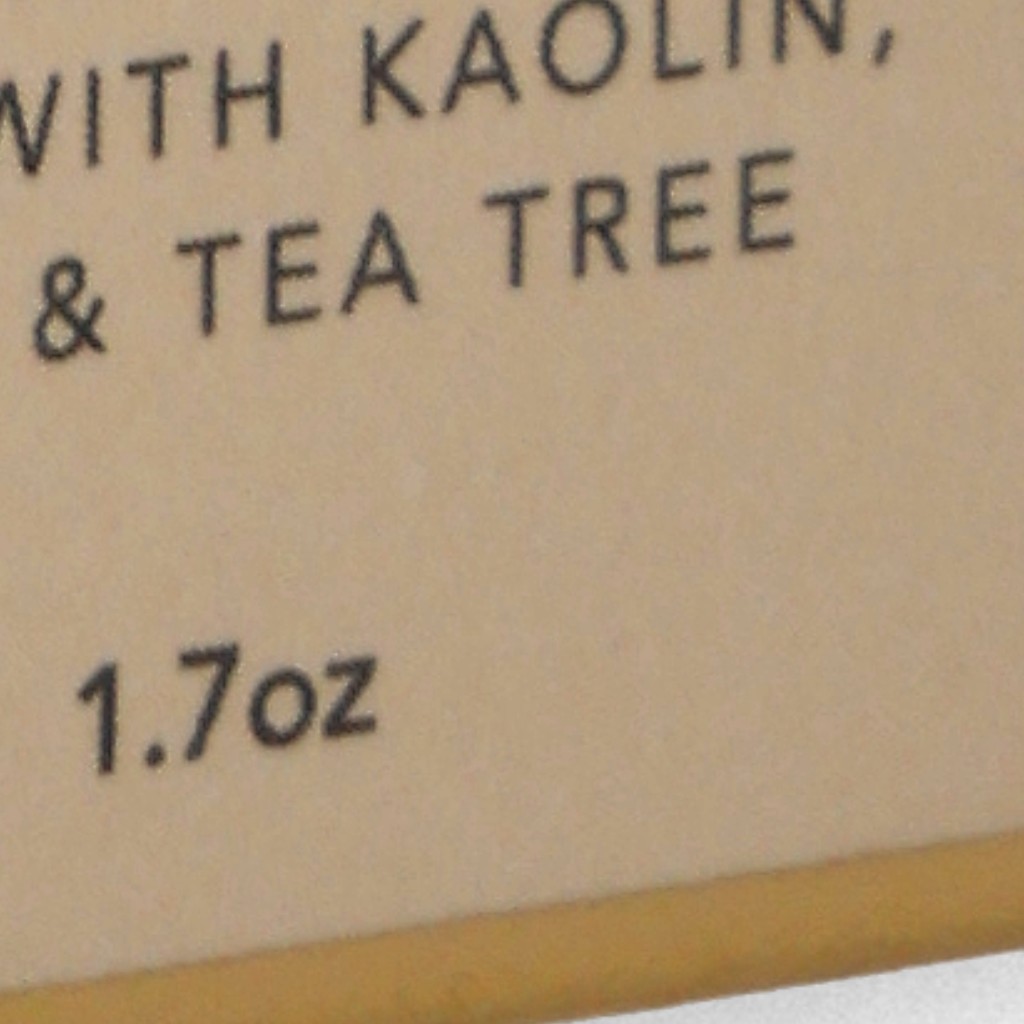 WITH KAOLIN,
& TEA TREE
1.7oz